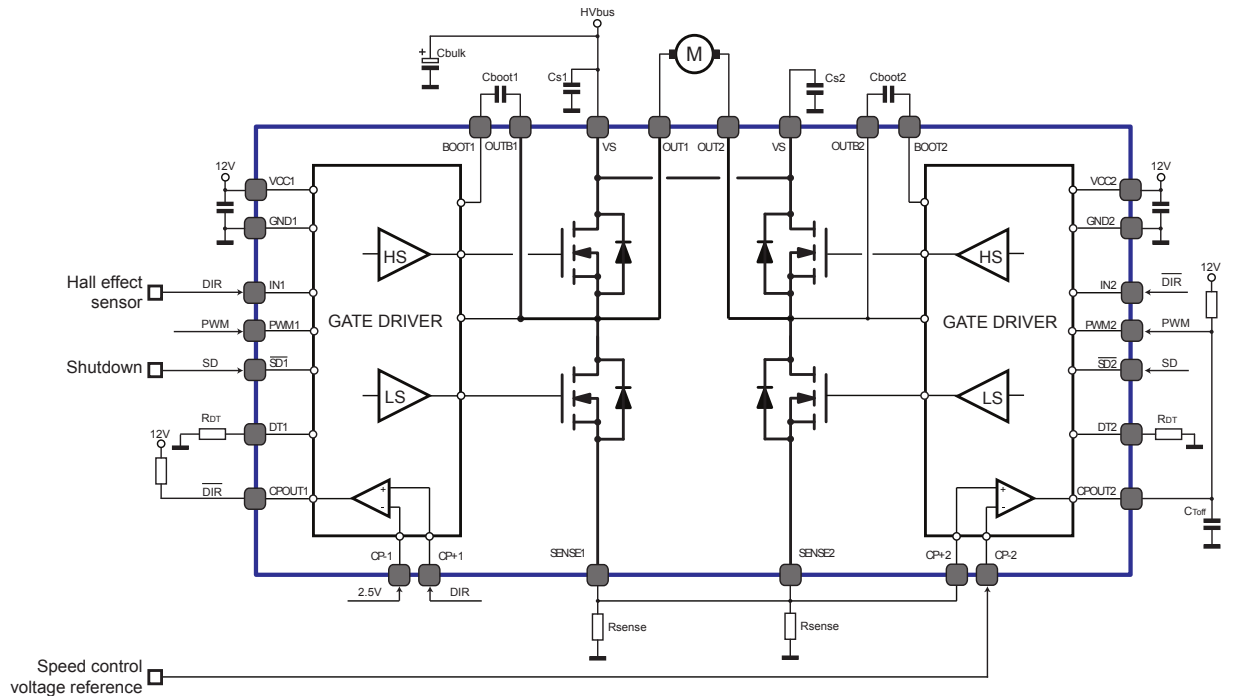 HVbus
+
Cbulk
Cs1
M
Cs2
Cboot1
Cboot2
BOOT1
OUTB1
VS
OUT1
OUT2
VS
OUTB2
BOOT2
12V
VCC1
GND1
12V
VCC2
GND2
HS
HS
Hall effect
sensor
DIR
IN1
IN2
DIR
12V
PWM
PWM1
GATE DRIVER
GATE DRIVER
PWM2
PWM
Shutdown
SD
SD1
SD2
SD
LS
LS
RDT
DT1
DT2
RDT
12V
DIR
CPOUT1
+
-
+
-
CPOUT2
CToff
CP-1
CP+1
SENSE1
SENSE2
CP+2
CP-2
2.5V
DIR
Rsense
Rsense
Speed control
voltage reference